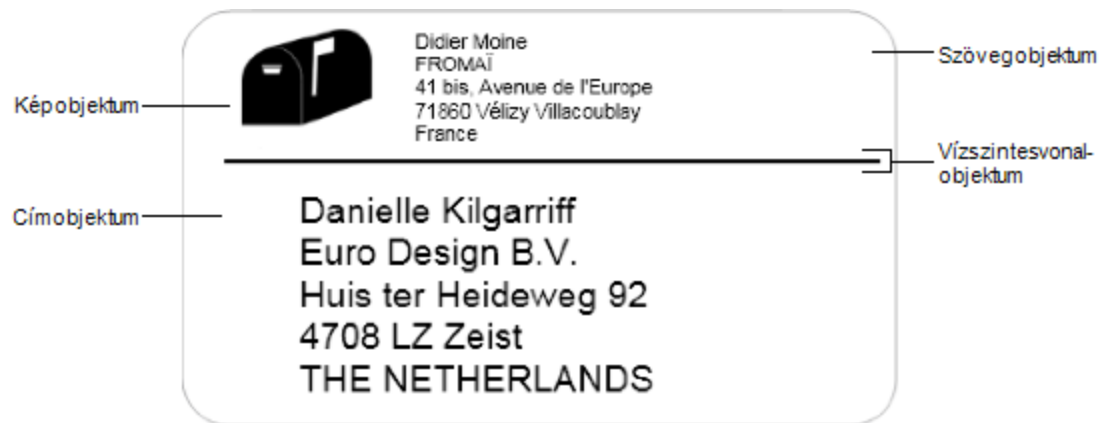 Didier Moine
FROMAÏ
41 bis, Avenue de l'Europe
71860 Vélizy Villacoublay
France
Szövegobjektum
Képobjektum
Vízszintesvonal-
objektum
Címobjektum
Danielle Kilgarriff
Euro Design B.V.
Huis ter Heideweg 92
4708 LZ Zeist
THE NETHERLANDS